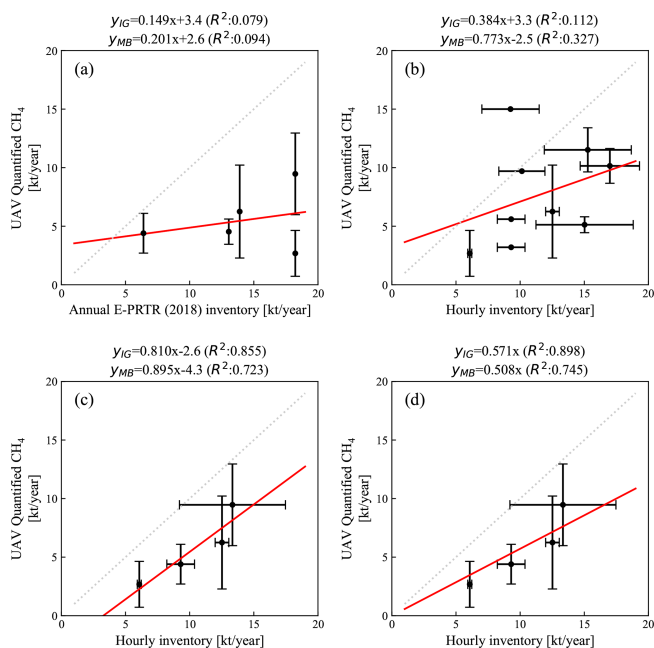 y_IG=0.149x+3.4 (R²:0.079)
y_MB=0.201x+2.6 (R²:0.094)
(a)
UAV Quantified CH₄
[kt/year]
20
15
10
5
0
0 5 10 15 20
Annual E-PRTR (2018) inventory [kt/year]
y_IG=0.384x+3.3 (R²:0.112)
y_MB=0.773x-2.5 (R²:0.327)
(b)
UAV Quantified CH₄
[kt/year]
20
15
10
5
0
0 5 10 15 20
Hourly inventory [kt/year]
y_IG=0.810x-2.6 (R²:0.855)
y_MB=0.895x-4.3 (R²:0.723)
(c)
UAV Quantified CH₄
[kt/year]
20
15
10
5
0
0 5 10 15 20
Hourly inventory [kt/year]
y_IG=0.571x (R²:0.898)
y_MB=0.508x (R²:0.745)
(d)
UAV Quantified CH₄
[kt/year]
20
15
10
5
0
0 5 10 15 20
Hourly inventory [kt/year]